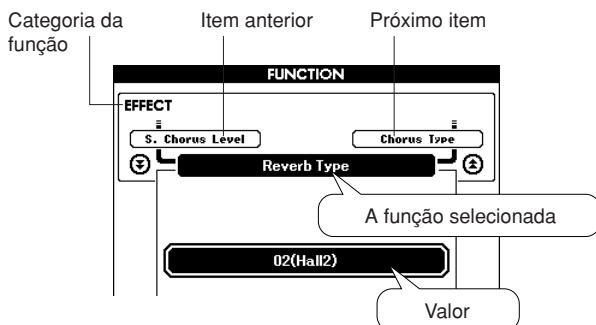 Categoria da função
Item anterior
Próximo item
FUNCTION
EFFECT
S. Chorus Level
Chorus Type
Reverb Type
A função selecionada
02(Hall2)
Valor